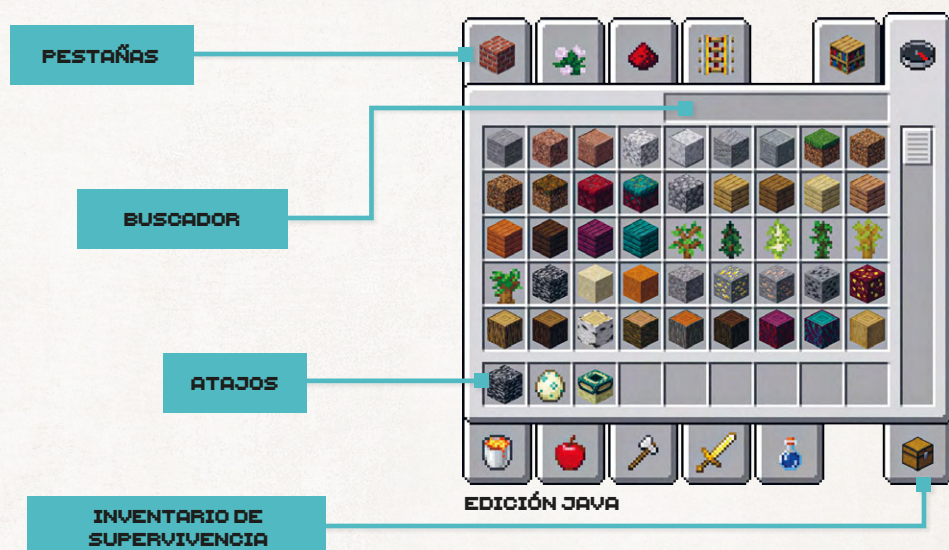 PESTAÑAS
BUSCADOR
ATAJOS
EDICIÓN JAVA
INVENTARIO DE
SUPERVIVENCIA